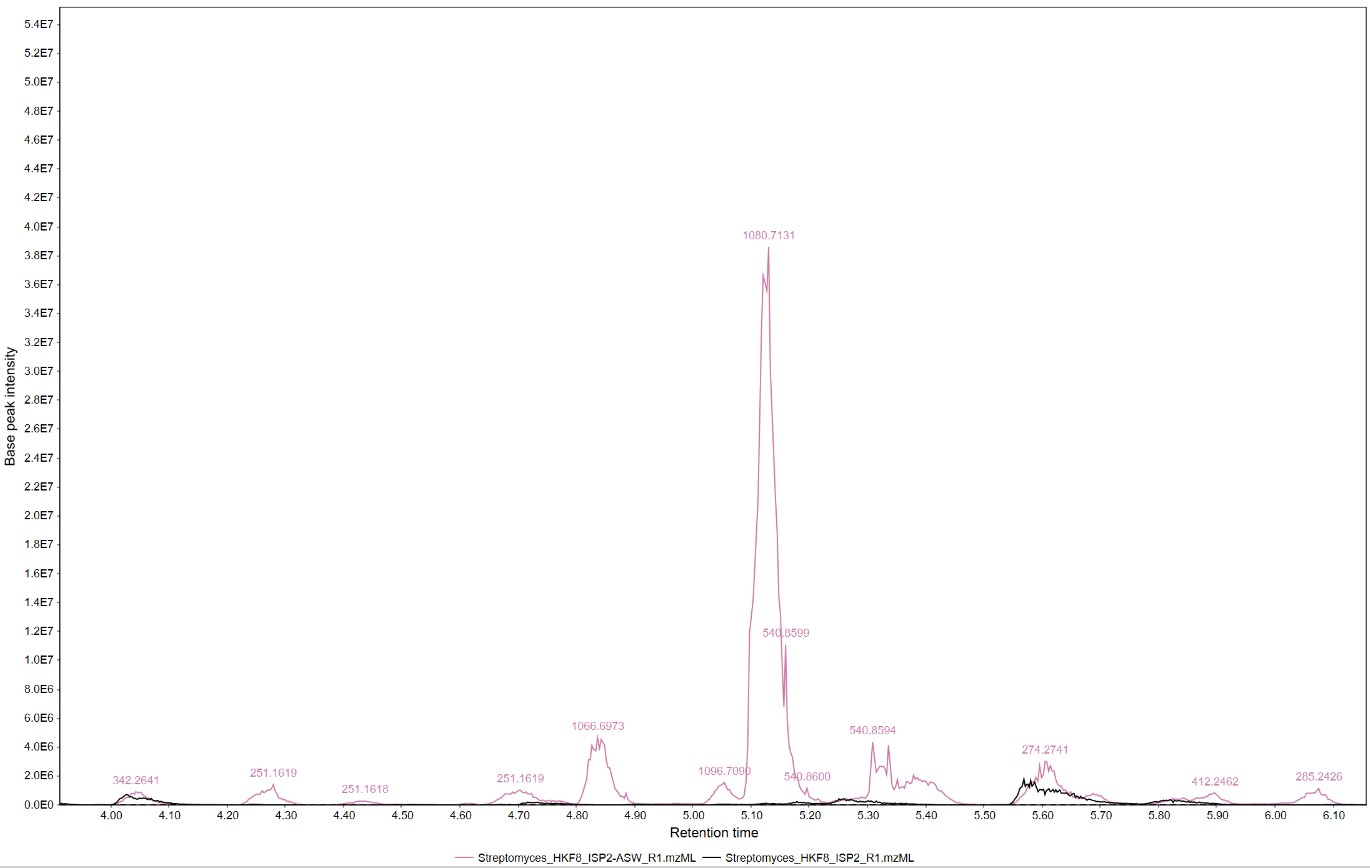 5.4E7
5.2E7
5.0E7
4.8E7
4.6E7
4.4E7
4.2E7
4.0E7
3.8E7
3.6E7
3.4E7
3.2E7
3.0E7
2.8E7
2.6E7
2.4E7
2.2E7
2.0E7
1.8E7
1.6E7
1.4E7
1.2E7
1.0E7
8.0E6
6.0E6
4.0E6
2.0E6
0.0E0
Base peak intensity
1080.7131
540.8599
1066.6973
540.8594
274.2741
342.2641
251.1619
251.1618
251.1619
1096.7090
540.8600
412.2462
285.2426
4.00 4.10 4.20 4.30 4.40 4.50 4.60 4.70 4.80 4.90 5.00 5.10 5.20 5.30 5.40 5.50 5.60 5.70 5.80 5.90 6.00 6.10
Retention time
Streptomyces_HKF8_ISP2-ASW_R1.mzML Streptomyces_HKF8_ISP2_R1.mzML